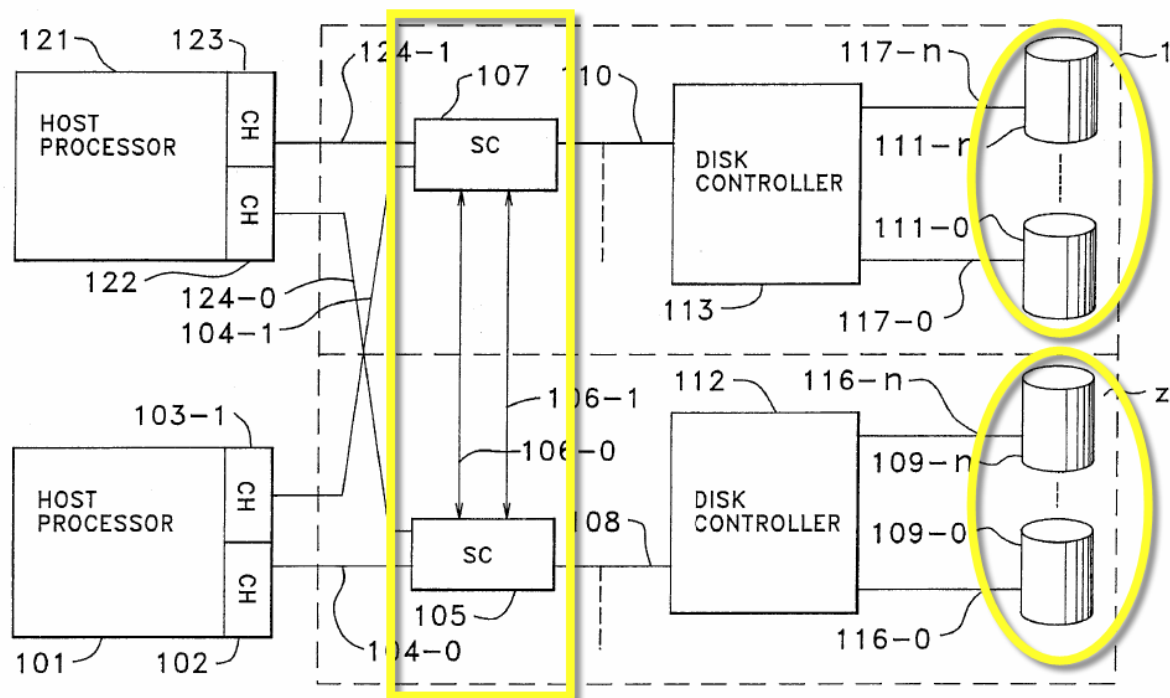 121
123
124-1
107
110
117-n
1
HOST
PROCESSOR
CH
CH
SC
DISK
CONTROLLER
111-n
111-0
122
124-0
104-1
113
117-0
103-1
106-1
106-0
112
116-n
z
HOST
PROCESSOR
CH
CH
SC
108
DISK
CONTROLLER
109-n
109-0
101
102
104-0
105
116-0